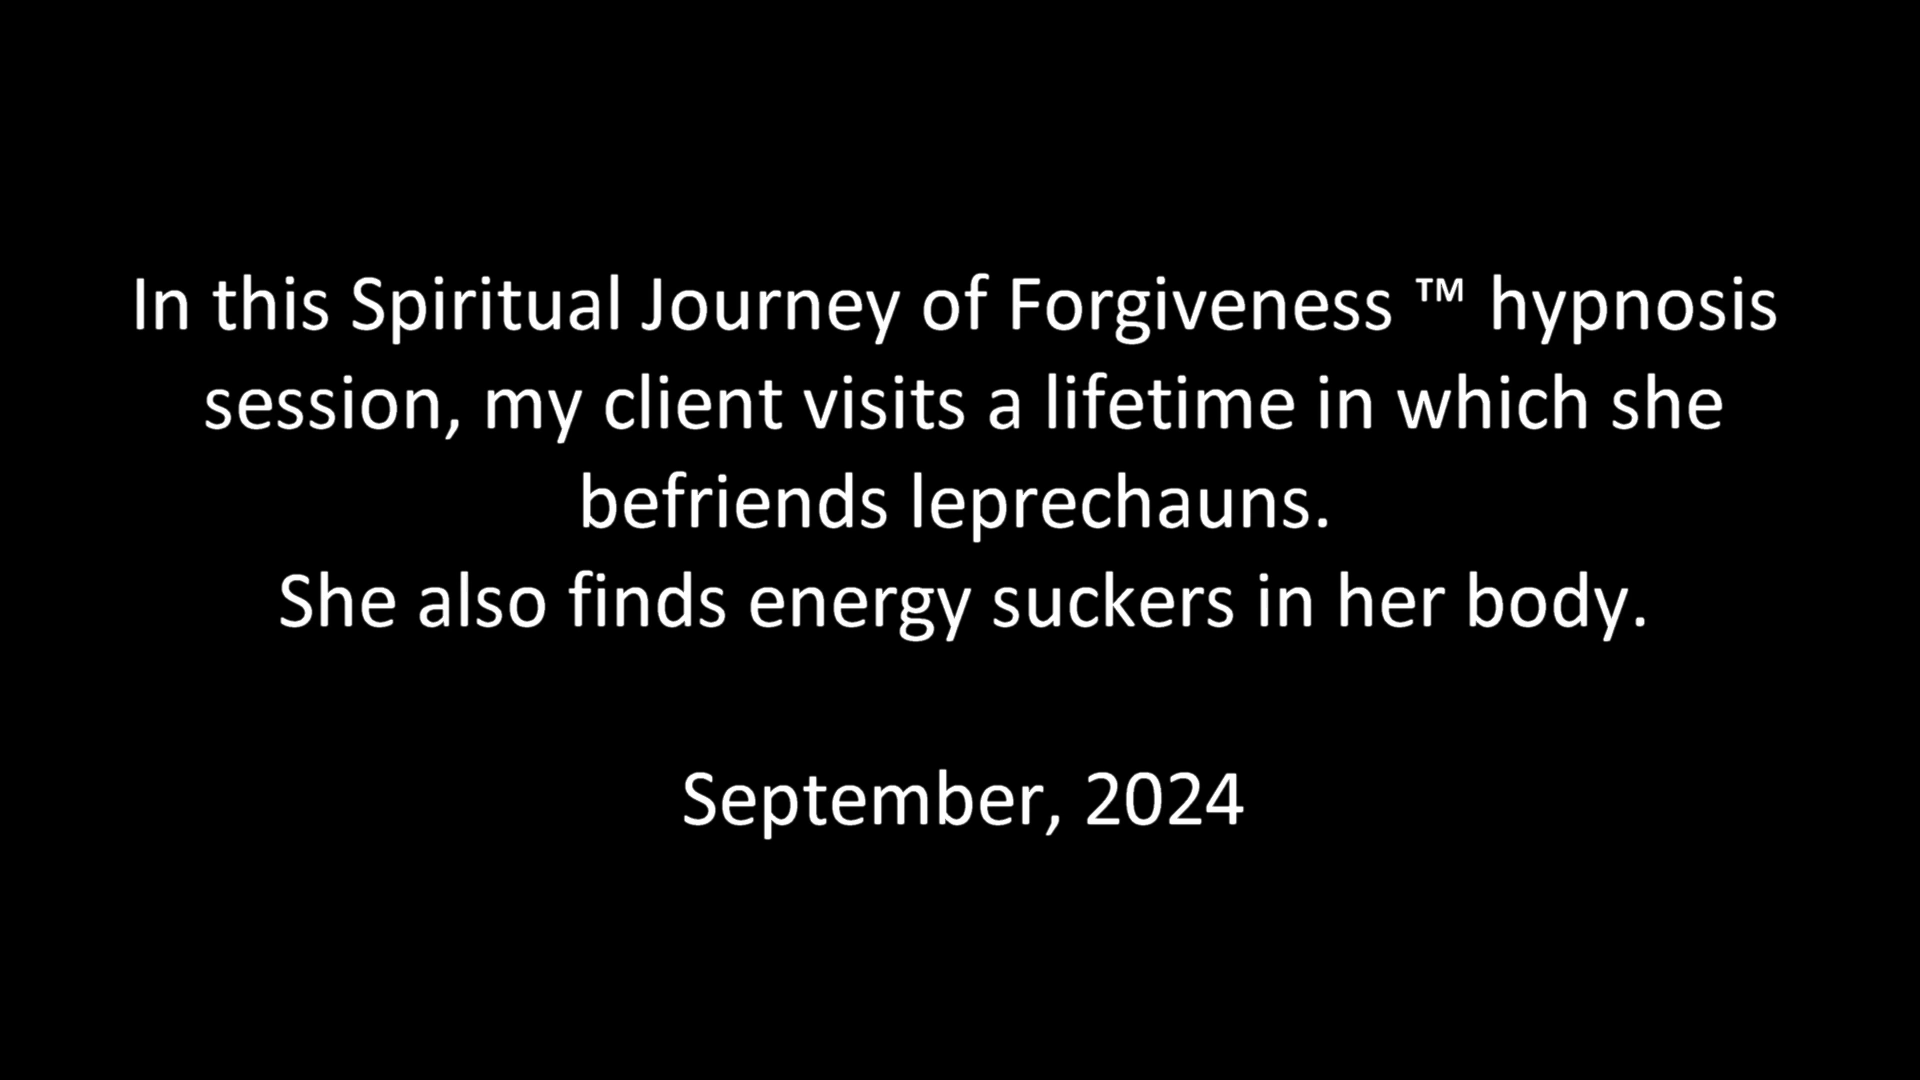 In this Spiritual Journey of Forgiveness ™ hypnosis
session, my client visits a lifetime in which she
befriends leprechauns.
She also finds energy suckers in her body.
September, 2024